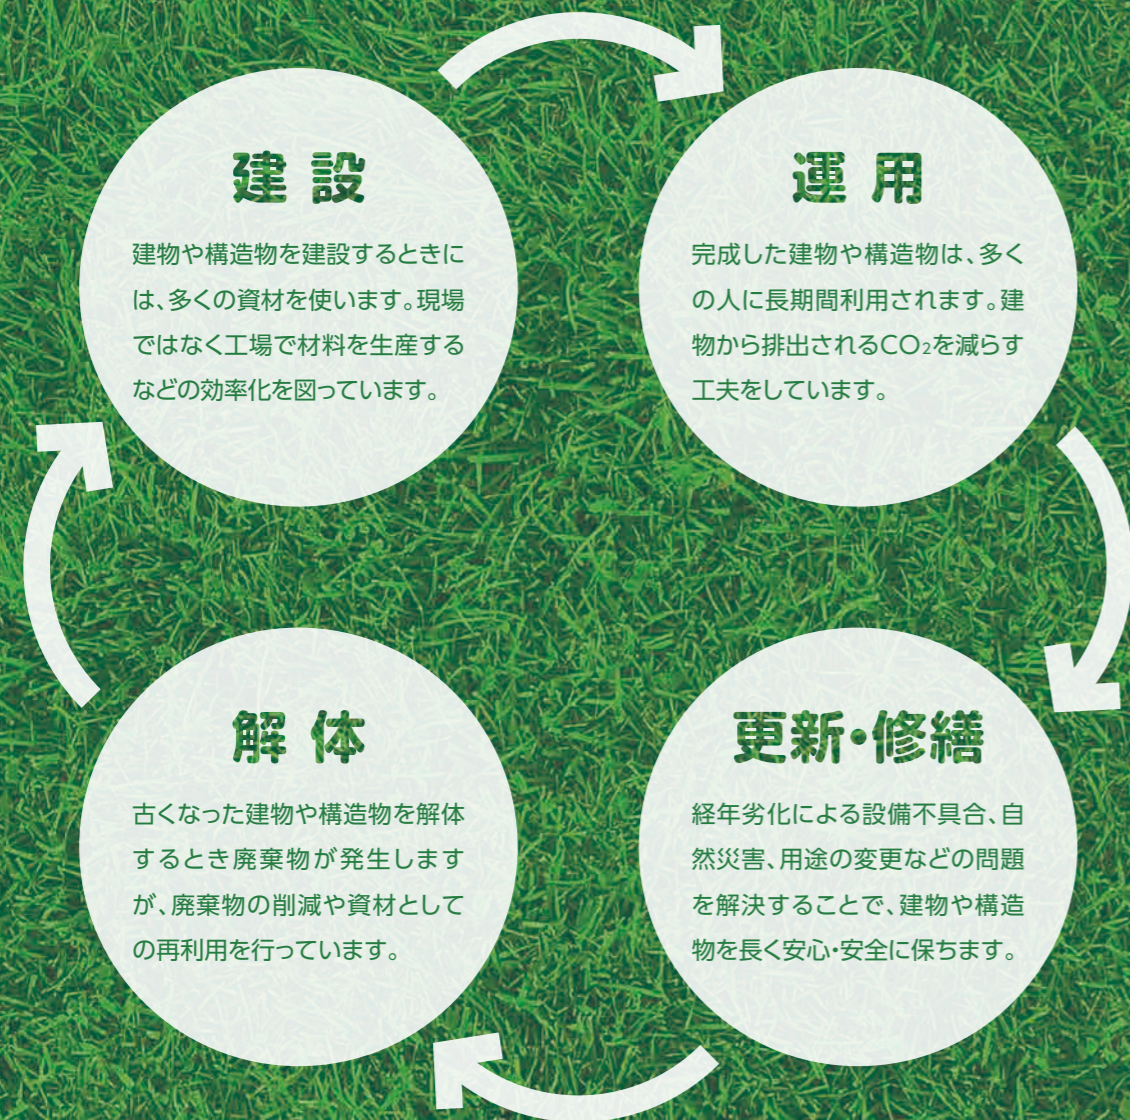 建設
建物や構造物を建設するときに
は、多くの資材を使います。現場
ではなく工場で材料を生産する
などの効率化を図っています。
運用
完成した建物や構造物は、多く
の人に長期間利用されます。建
物から排出されるCO₂を減らす
工夫をしています。
更新・修繕
経年劣化による設備不具合、自
然災害、用途の変更などの問題
を解決することで、建物や構造
物を長く安心・安全に保ちます。
解体
古くなった建物や構造物を解体
するとき廃棄物が発生します
が、廃棄物の削減や資材として
の再利用を行っています。